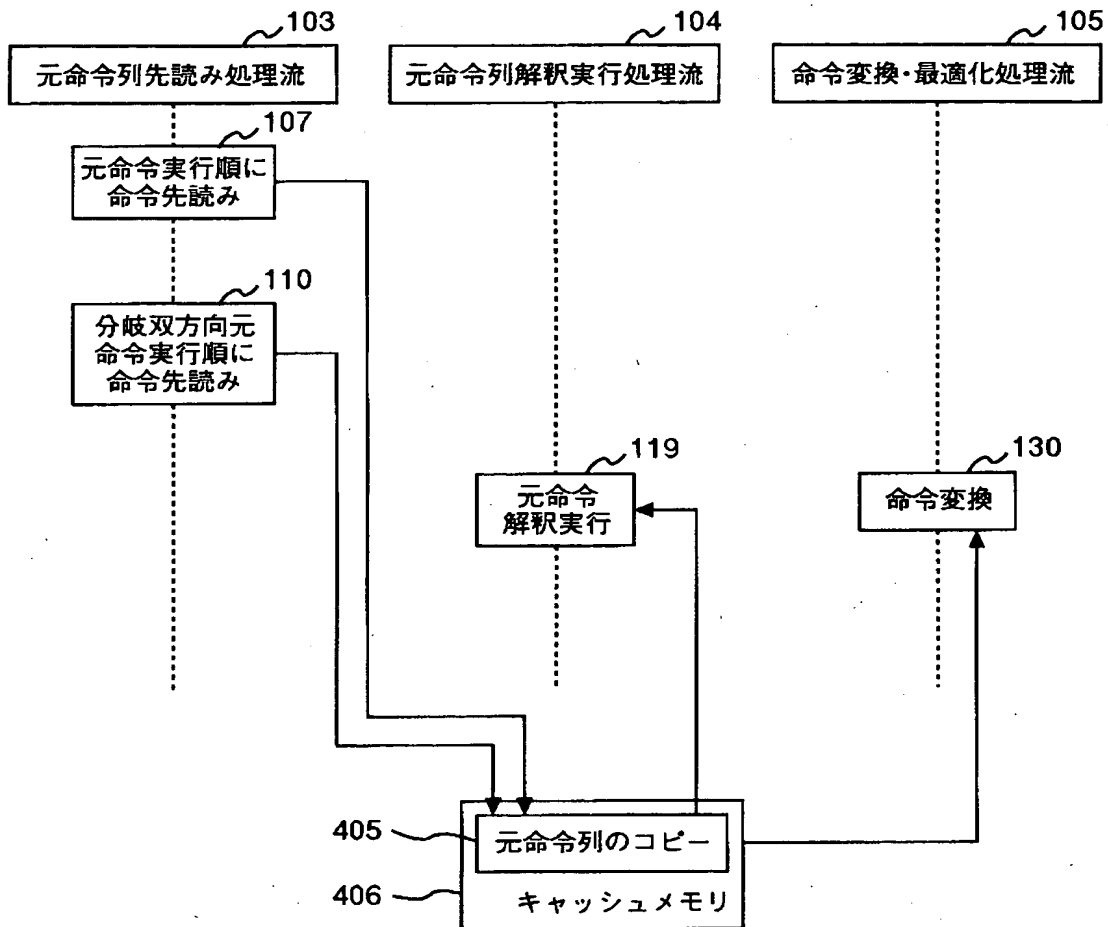 103
元命令列先読み処理流
104
元命令列解釈実行処理流
105
命令変換・最適化処理流
107
元命令実行順に
命令先読み
110
分岐双方向元
命令実行順に
命令先読み
119
元命令
解釈実行
130
命令変換
405
元命令列のコピー
406
キャッシュメモリ